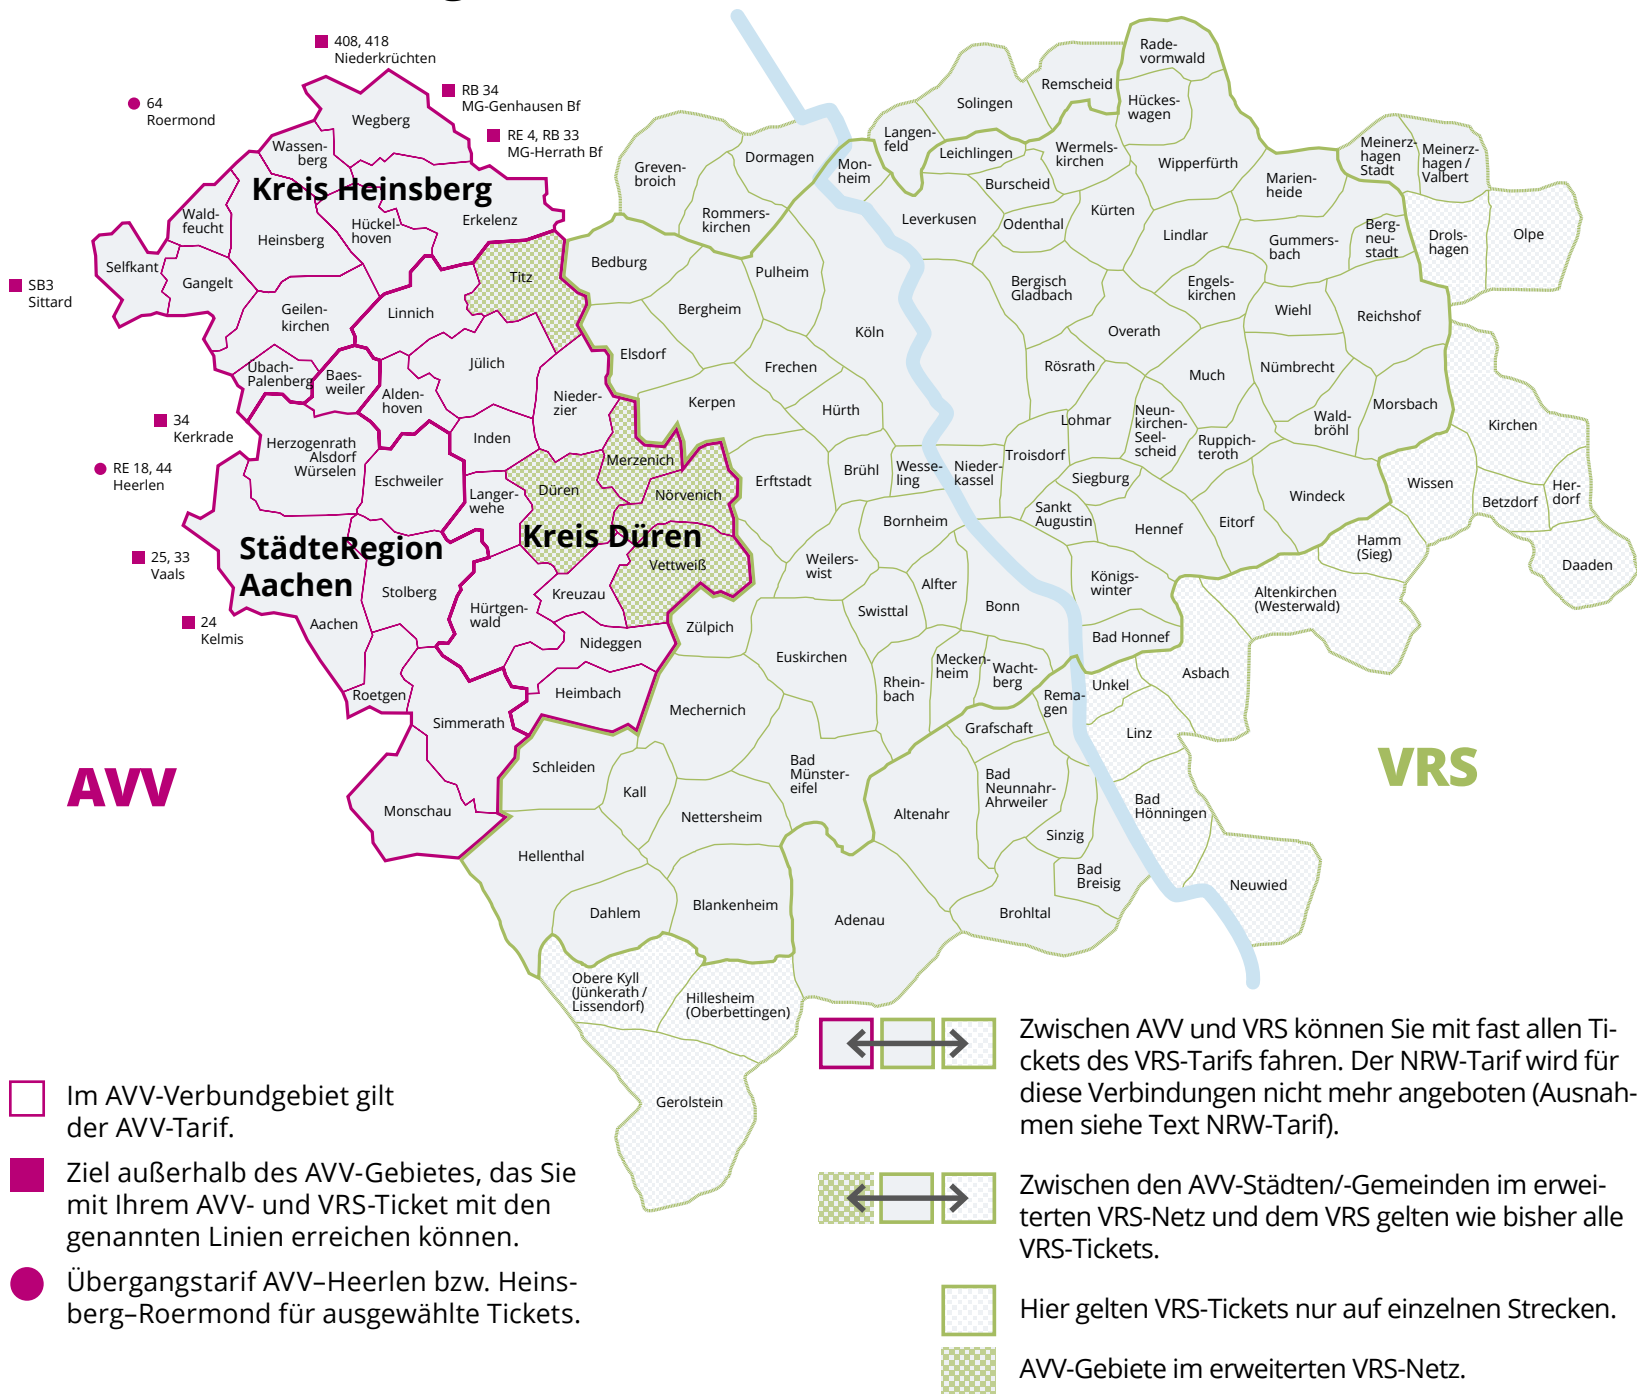 408, 418
Niederkrüchten
64
Roermond
RB 34
MG-Genhausen Bf
RE 4, RB 33
MG-Herrath Bf
SB3
Sittard
34
Kerkrade
RE 18, 44
Heerlen
25, 33
Vaals
24
Kelmis
Kreis Heinsberg
Wegberg
Wassen-
berg
Wald-
feucht
Heinsberg
Hückel-
hoven
Erkelenz
Selfkant
Gangelt
Geilen-
kirchen
Übach-
Palenberg
Kreis Düren
Titz
Linnich
Jülich
Alden-
hoven
Nieder-
zier
Inden
Merzenich
Düren
Nörvenich
Langer-
wehe
Vettweiß
Kreuzau
Hürtgen-
wald
Nideggen
Heimbach
StädteRegion
Aachen
Baes-
weiler
Herzogenrath
Alsdorf
Würselen
Eschweiler
Stolberg
Aachen
Roetgen
Simmerath
Monschau
AVV
VRS
Greven-
broich
Dormagen
Rommers-
kirchen
Mon-
heim
Langen-
feld
Solingen
Remscheid
Rade-
vormwald
Hückes-
wagen
Leichlingen
Wermels-
kirchen
Burscheid
Wipperfürth
Marien-
heide
Meinerz-
hagen
Stadt
Meinerz-
hagen /
Valbert
Leverkusen
Odenthal
Kürten
Lindlar
Gummers-
bach
Berg-
neu-
stadt
Drols-
hagen
Olpe
Bedburg
Pulheim
Bergheim
Köln
Bergisch
Gladbach
Engels-
kirchen
Wiehl
Reichshof
Elsdorf
Frechen
Overath
Rösrath
Much
Nümbrecht
Kerpen
Hürth
Lohmar
Neun-
kirchen-
Seel-
scheid
Ruppich-
teroth
Wald-
bröhl
Morsbach
Kirchen
Erftstadt
Brühl
Wesse-
ling
Nieder-
kassel
Troisdorf
Siegburg
Windeck
Wissen
Betzdorf
Her-
dorf
Bornheim
Sankt
Augustin
Hennef
Eitorf
Hamm
(Sieg)
Daaden
Weilers-
wist
Alfter
Bonn
Königs-
winter
Altenkirchen
(Westerwald)
Swisttal
Zülpich
Euskirchen
Bad Honnef
Mecken-
heim
Wacht-
berg
Rhein-
bach
Rema-
gen
Unkel
Asbach
Mechernich
Grafschaft
Linz
Schleiden
Kall
Bad
Münster-
eifel
Bad
Neunnahr-
Ahrweiler
Altenahr
Bad
Hönningen
Nettersheim
Sinzig
Hellenthal
Bad
Breisig
Neuwied
Dahlem
Blankenheim
Adenau
Brohltal
Obere Kyll
(Jünkerath /
Lissendorf)
Hillesheim
(Oberbettingen)
Gerolstein
Im AVV-Verbundgebiet gilt
der AVV-Tarif.
Ziel außerhalb des AVV-Gebietes, das Sie
mit Ihrem AVV- und VRS-Ticket mit den
genannten Linien erreichen können.
Übergangstarif AVV–Heerlen bzw. Heins-
berg–Roermond für ausgewählte Tickets.
Zwischen AVV und VRS können Sie mit fast allen Ti-
ckets des VRS-Tarifs fahren. Der NRW-Tarif wird für
diese Verbindungen nicht mehr angeboten (Ausnah-
men siehe Text NRW-Tarif).
Zwischen den AVV-Städten/-Gemeinden im erwei-
terten VRS-Netz und dem VRS gelten wie bisher alle
VRS-Tickets.
Hier gelten VRS-Tickets nur auf einzelnen Strecken.
AVV-Gebiete im erweiterten VRS-Netz.